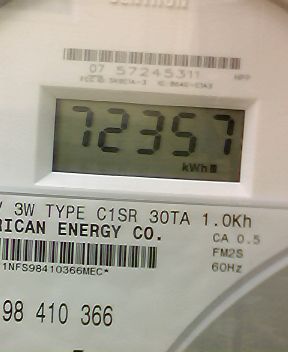 07 57245311 HPP
72357
kWh
V 3W TYPE C1SR 30TA 1.0Kh
RICAN ENERGY CO. CA 0.5
FM2S
1NFS98410366MEC* 60Hz
98 410 366